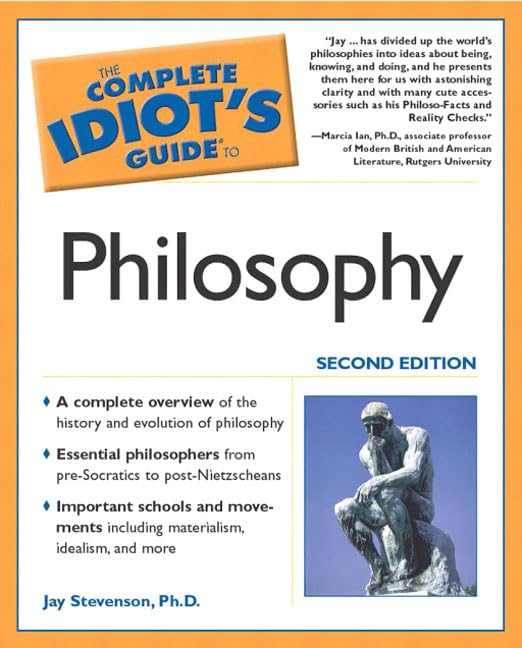 THE
COMPLETE
IDIOT'S
GUIDE® TO
“Jay ... has divided up the world’s
philosophies into ideas about being,
knowing, and doing, and he presents
them here for us with astonishing
clarity and with many cute acces-
sories such as his Philoso-Facts and
Reality Checks.”
—Marcia Ian, Ph.D., associate professor
of Modern British and American
Literature, Rutgers University
Philosophy
SECOND EDITION
♦ A complete overview of the
history and evolution of philosophy
♦ Essential philosophers from
pre-Socratics to post-Nietzscheans
♦ Important schools and move-
ments including materialism,
idealism, and more
Jay Stevenson, Ph.D.